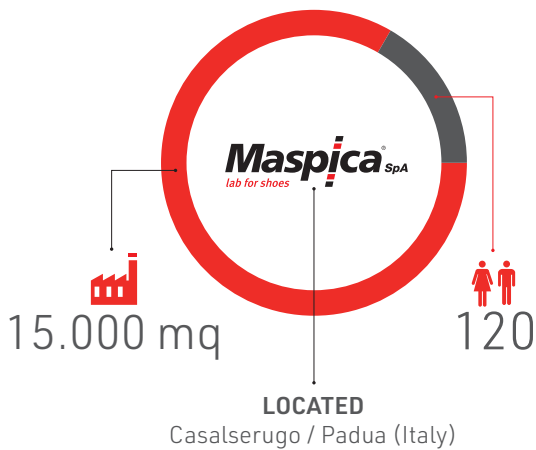 Maspica® SpA
lab for shoes
15.000 mq
120
LOCATED
Casalserugo / Padua (Italy)